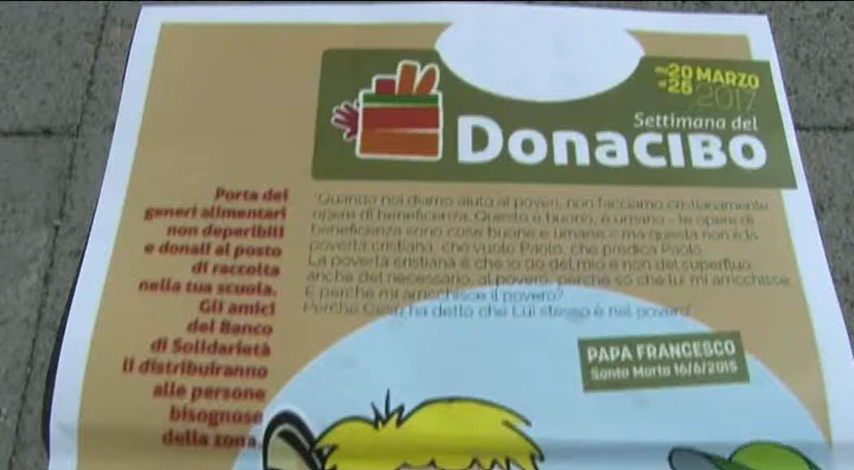 DAL 20 MARZO
AL 25 2017
Settimana del
DonaCIBO
Porta dei
generi alimentari
non deperibili
e donali al posto
di raccolta
nella tua scuola.
Gli amici
del Banco
di Solidarietà
li distribuiranno
alle persone
bisognose
della zona.
"Quando noi diamo aiuto ai poveri, non facciamo cristianamente
opere di beneficenza. Questo è buono, è umano - le opere di
beneficenza sono cose buone e umane - ma questa non è la
povertà cristiana, che vuole Paolo, che predica Paolo.
La povertà cristiana è che io do del mio e non del superfluo,
anche del necessario, al povero, perché so che lui mi arricchisce.
E perché mi arricchisce il povero?
Perché Gesù ha detto che Lui stesso è nel povero"
PAPA FRANCESCO
Santa Marta 16/6/2015